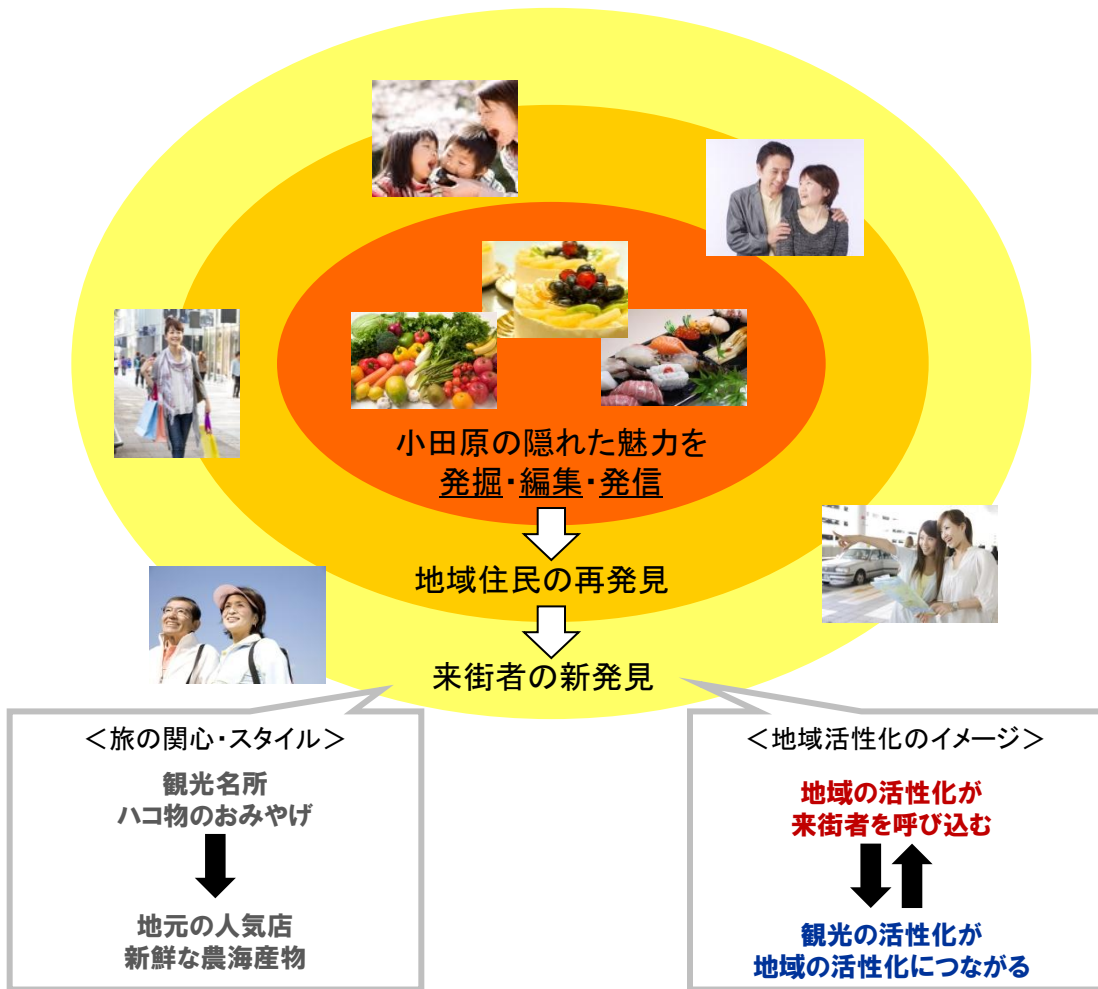 小田原の隠れた魅力を
発掘・編集・発信
地域住民の再発見
来街者の新発見
＜旅の関心・スタイル＞
観光名所
ハコ物のおみやげ
地元の人気店
新鮮な農海産物
＜地域活性化のイメージ＞
地域の活性化が
来街者を呼び込む
観光の活性化が
地域の活性化につながる